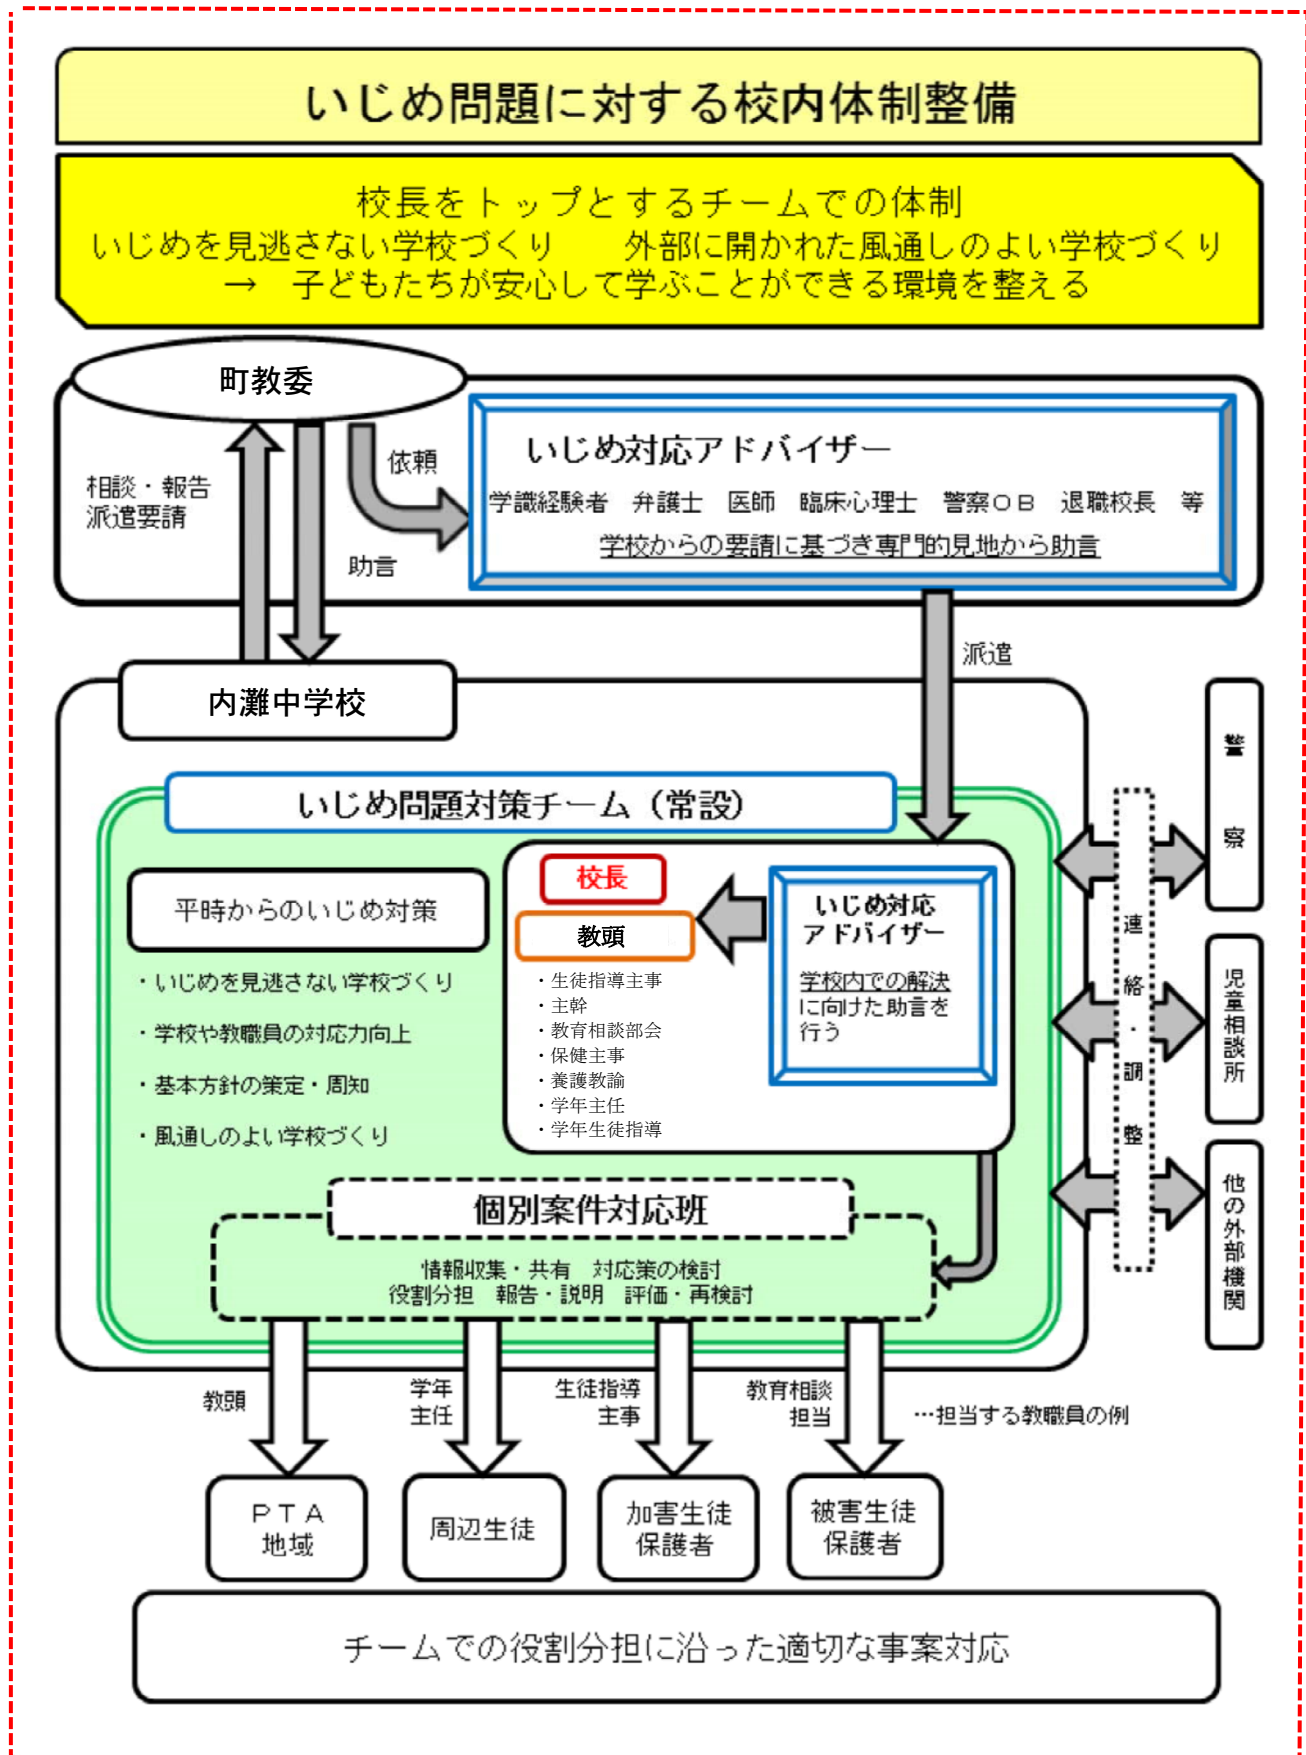 いじめ問題に対する校内体制整備
校長をトップとするチームでの体制
いじめを見逃さない学校づくり　　外部に開かれた風通しのよい学校づくり
→　子どもたちが安心して学ぶことができる環境を整える
町教委
相談・報告
派遣要請
依頼
助言
いじめ対応アドバイザー
学識経験者　弁護士　医師　臨床心理士　警察ＯＢ　退職校長　等
学校からの要請に基づき専門的見地から助言
派遣
内灘中学校
いじめ問題対策チーム（常設）
平時からのいじめ対策
・いじめを見逃さない学校づくり
・学校や教職員の対応力向上
・基本方針の策定・周知
・風通しのよい学校づくり
校長
教頭
・生徒指導主事
・主幹
・教育相談部会
・保健主事
・養護教諭
・学年主任
・学年生徒指導
いじめ対応
アドバイザー
学校内での解決
に向けた助言を
行う
連絡・調整
警察
児童相談所
他の外部機関
個別案件対応班
情報収集・共有　対応策の検討
役割分担　報告・説明　評価・再検討
教頭
学年
主任
生徒指導
主事
教育相談
担当
…担当する教職員の例
ＰＴＡ
地域
周辺生徒
加害生徒
保護者
被害生徒
保護者
チームでの役割分担に沿った適切な事案対応